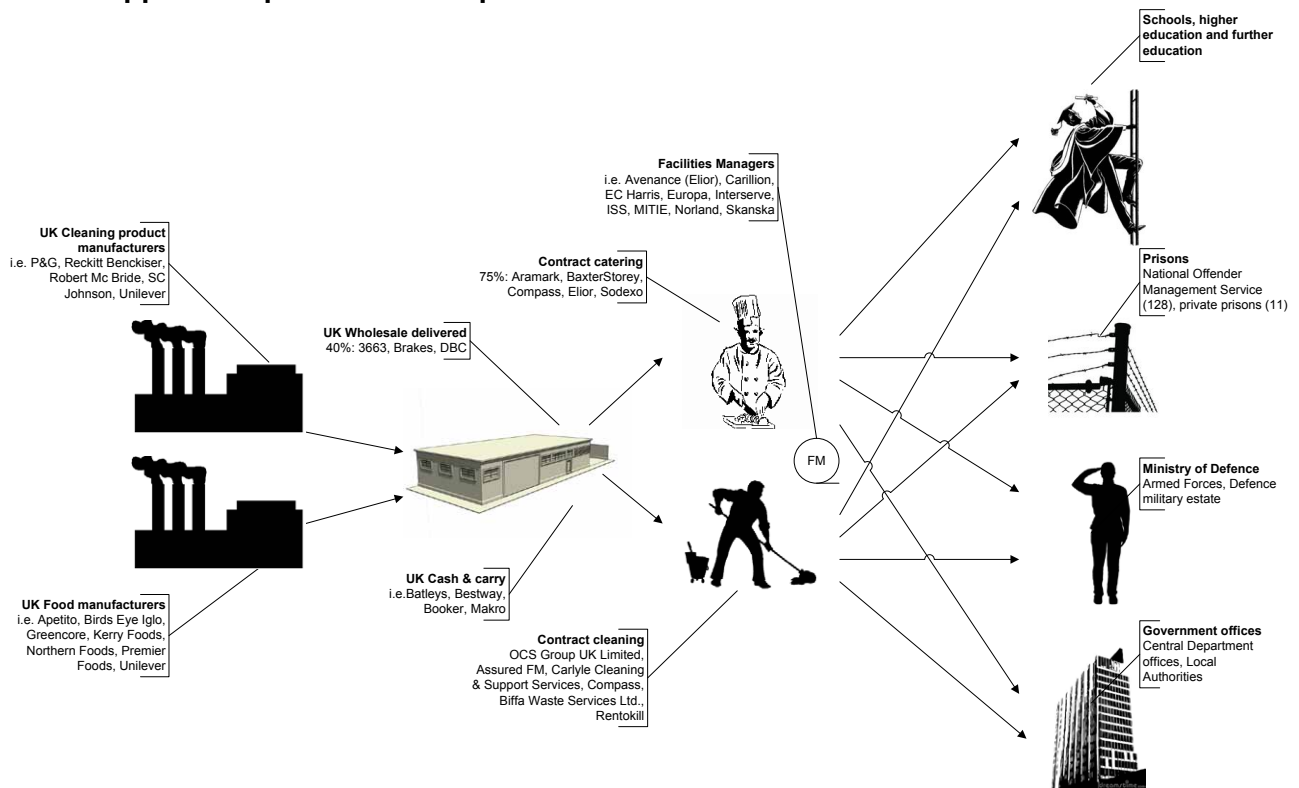 Schools, higher
education and further
education
Facilities Managers
i.e. Avenance (Elior), Carillion,
EC Harris, Europa, Interserve,
ISS, MITIE, Norland, Skanska
UK Cleaning product
manufacturers
i.e. P&G, Reckitt Benckiser,
Robert Mc Bride, SC
Johnson, Unilever
Contract catering
75%: Aramark, BaxterStorey,
Compass, Elior, Sodexo
Prisons
National Offender
Management Service
(128), private prisons (11)
UK Wholesale delivered
40%: 3663, Brakes, DBC
FM
Ministry of Defence
Armed Forces, Defence
military estate
UK Cash & carry
i.e.Batleys, Bestway,
Booker, Makro
UK Food manufacturers
i.e. Apetito, Birds Eye Iglo,
Greencore, Kerry Foods,
Northern Foods, Premier
Foods, Unilever
Contract cleaning
OCS Group UK Limited,
Assured FM, Carlyle Cleaning
& Support Services, Compass,
Biffa Waste Services Ltd.,
Rentokill
Government offices
Central Department
offices, Local
Authorities